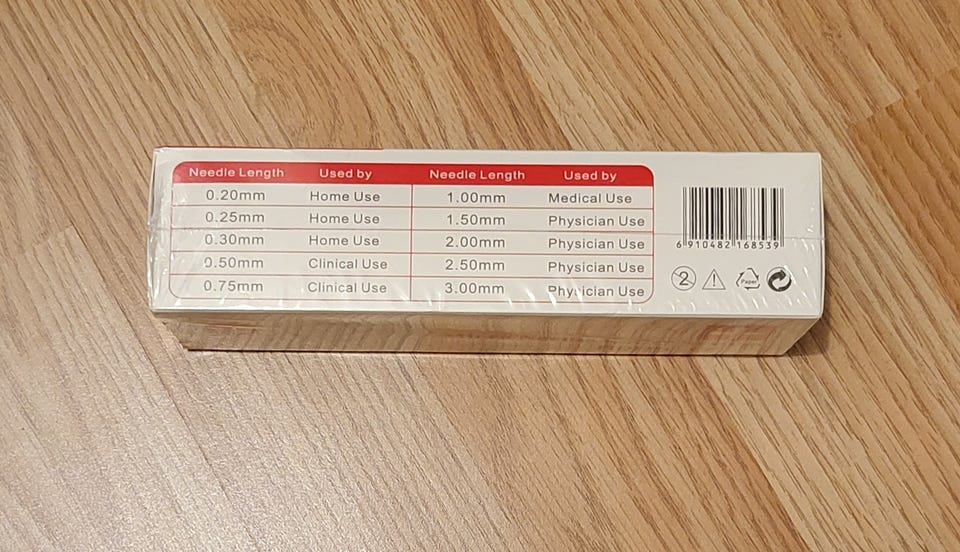 Needle Length Used by Needle Length Used by
0.20mm Home Use 1.00mm Medical Use
0.25mm Home Use 1.50mm Physician Use
0.30mm Home Use 2.00mm Physician Use
0.50mm Clinical Use 2.50mm Physician Use
0.75mm Clinical Use 3.00mm Physician Use
6 910482 168539
2 ! Paper